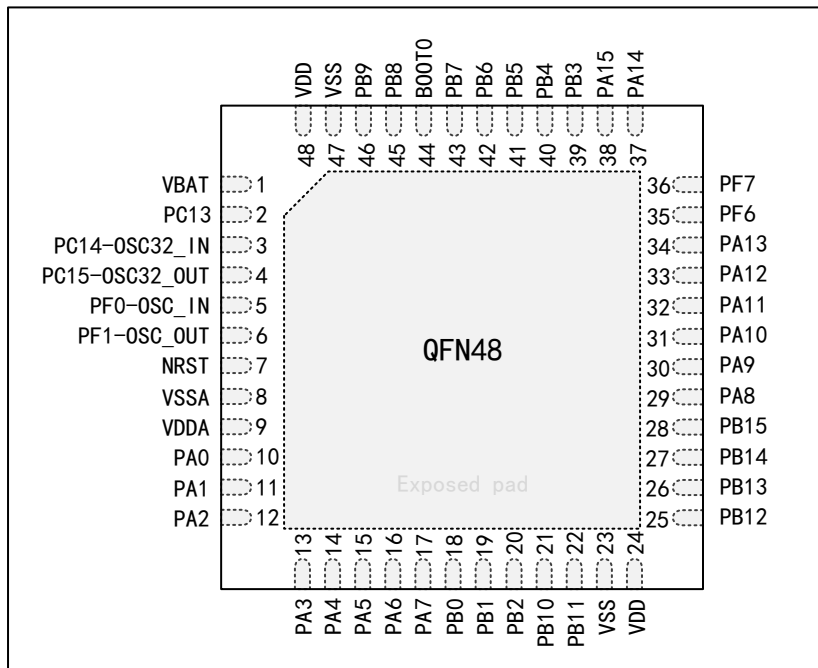 VDD VSS PB9 PB8 BOOT0 PB7 PB6 PB5 PB4 PB3 PA15 PA14
48 47 46 45 44 43 42 41 40 39 38 37
VBAT 1
PC13 2
PC14-OSC32_IN 3
PC15-OSC32_OUT 4
PF0-OSC_IN 5
PF1-OSC_OUT 6
NRST 7
VSSA 8
VDDA 9
PA0 10
PA1 11
PA2 12
QFN48
Exposed pad
36 PF7
35 PF6
34 PA13
33 PA12
32 PA11
31 PA10
30 PA9
29 PA8
28 PB15
27 PB14
26 PB13
25 PB12
13 14 15 16 17 18 19 20 21 22 23 24
PA3 PA4 PA5 PA6 PA7 PB0 PB1 PB2 PB10 PB11 VSS VDD